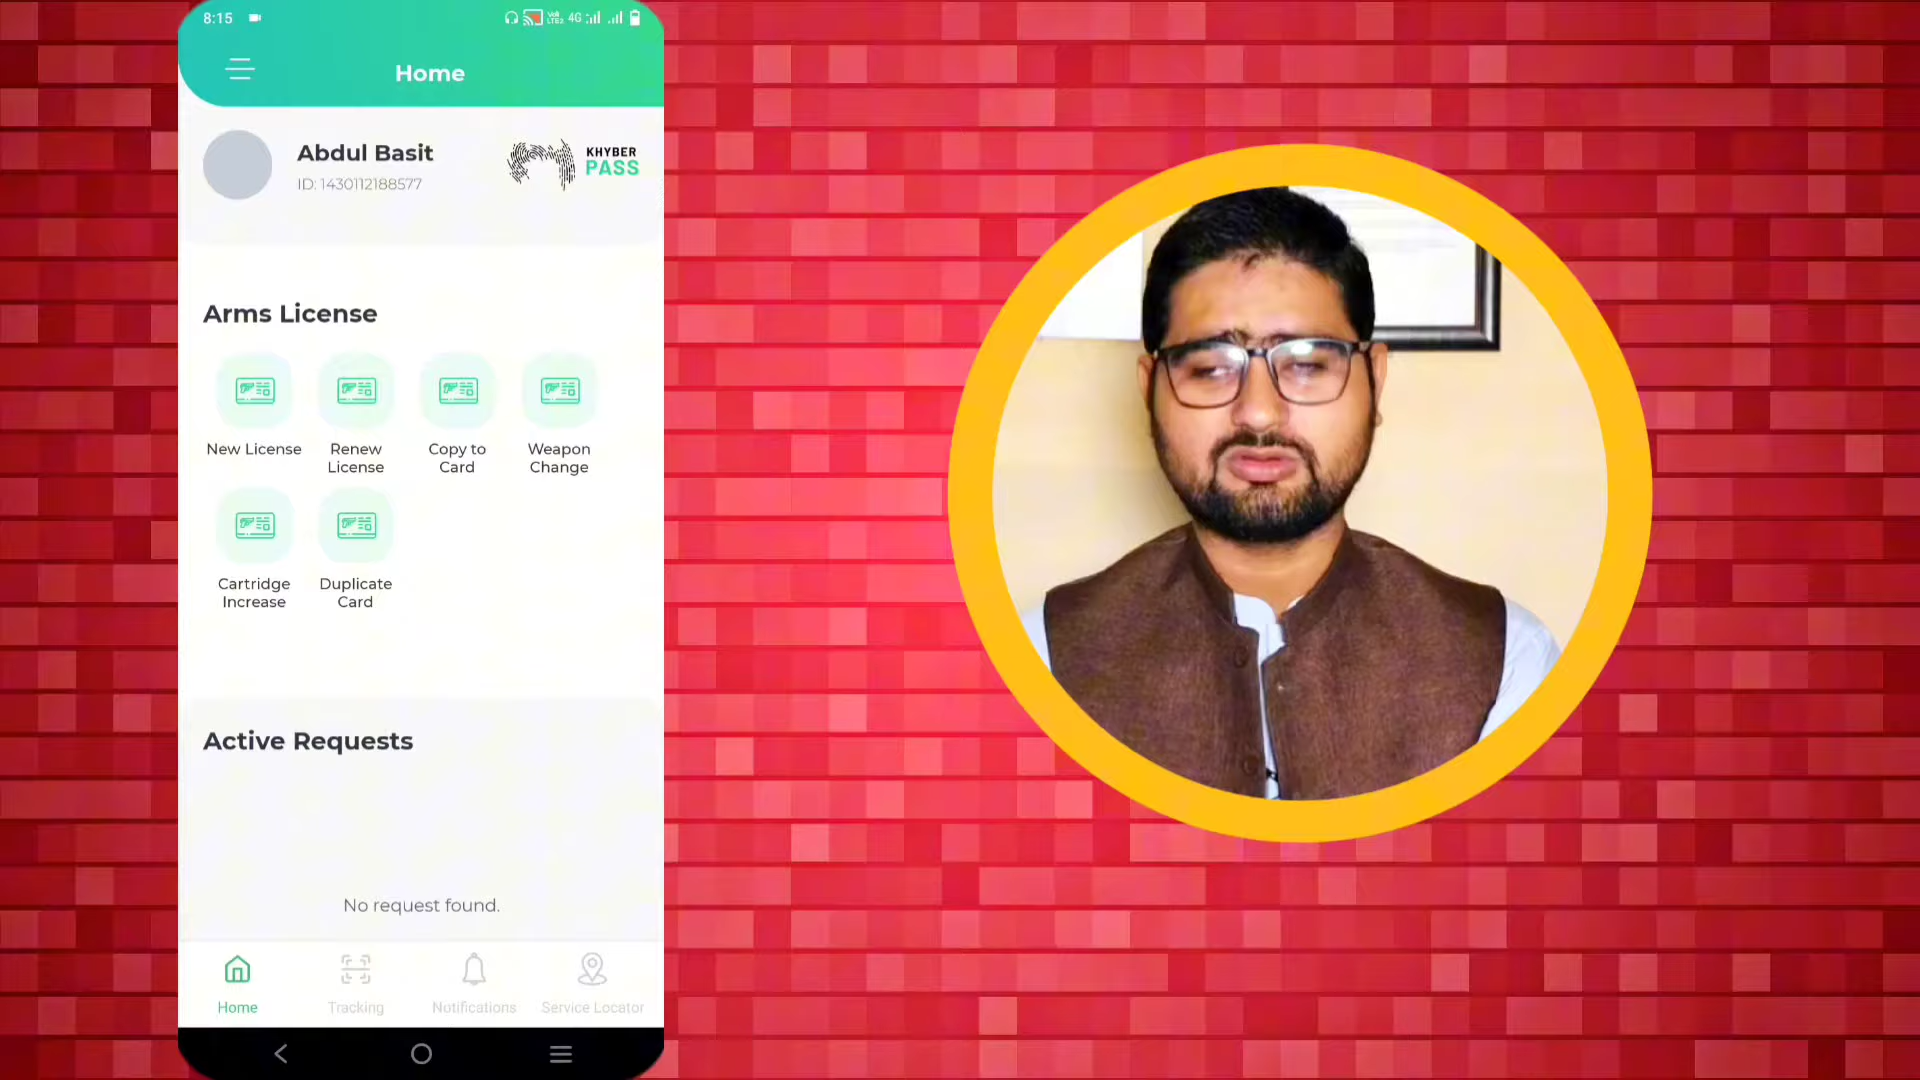 8:15
4G
Home
Abdul Basit
ID: 1430112188577
KHYBER
PASS
Arms License
New License
Renew
License
Copy to
Card
Weapon
Change
Cartridge
Increase
Duplicate
Card
Active Requests
No request found.
Home
Tracking
Notifications
Service Locator